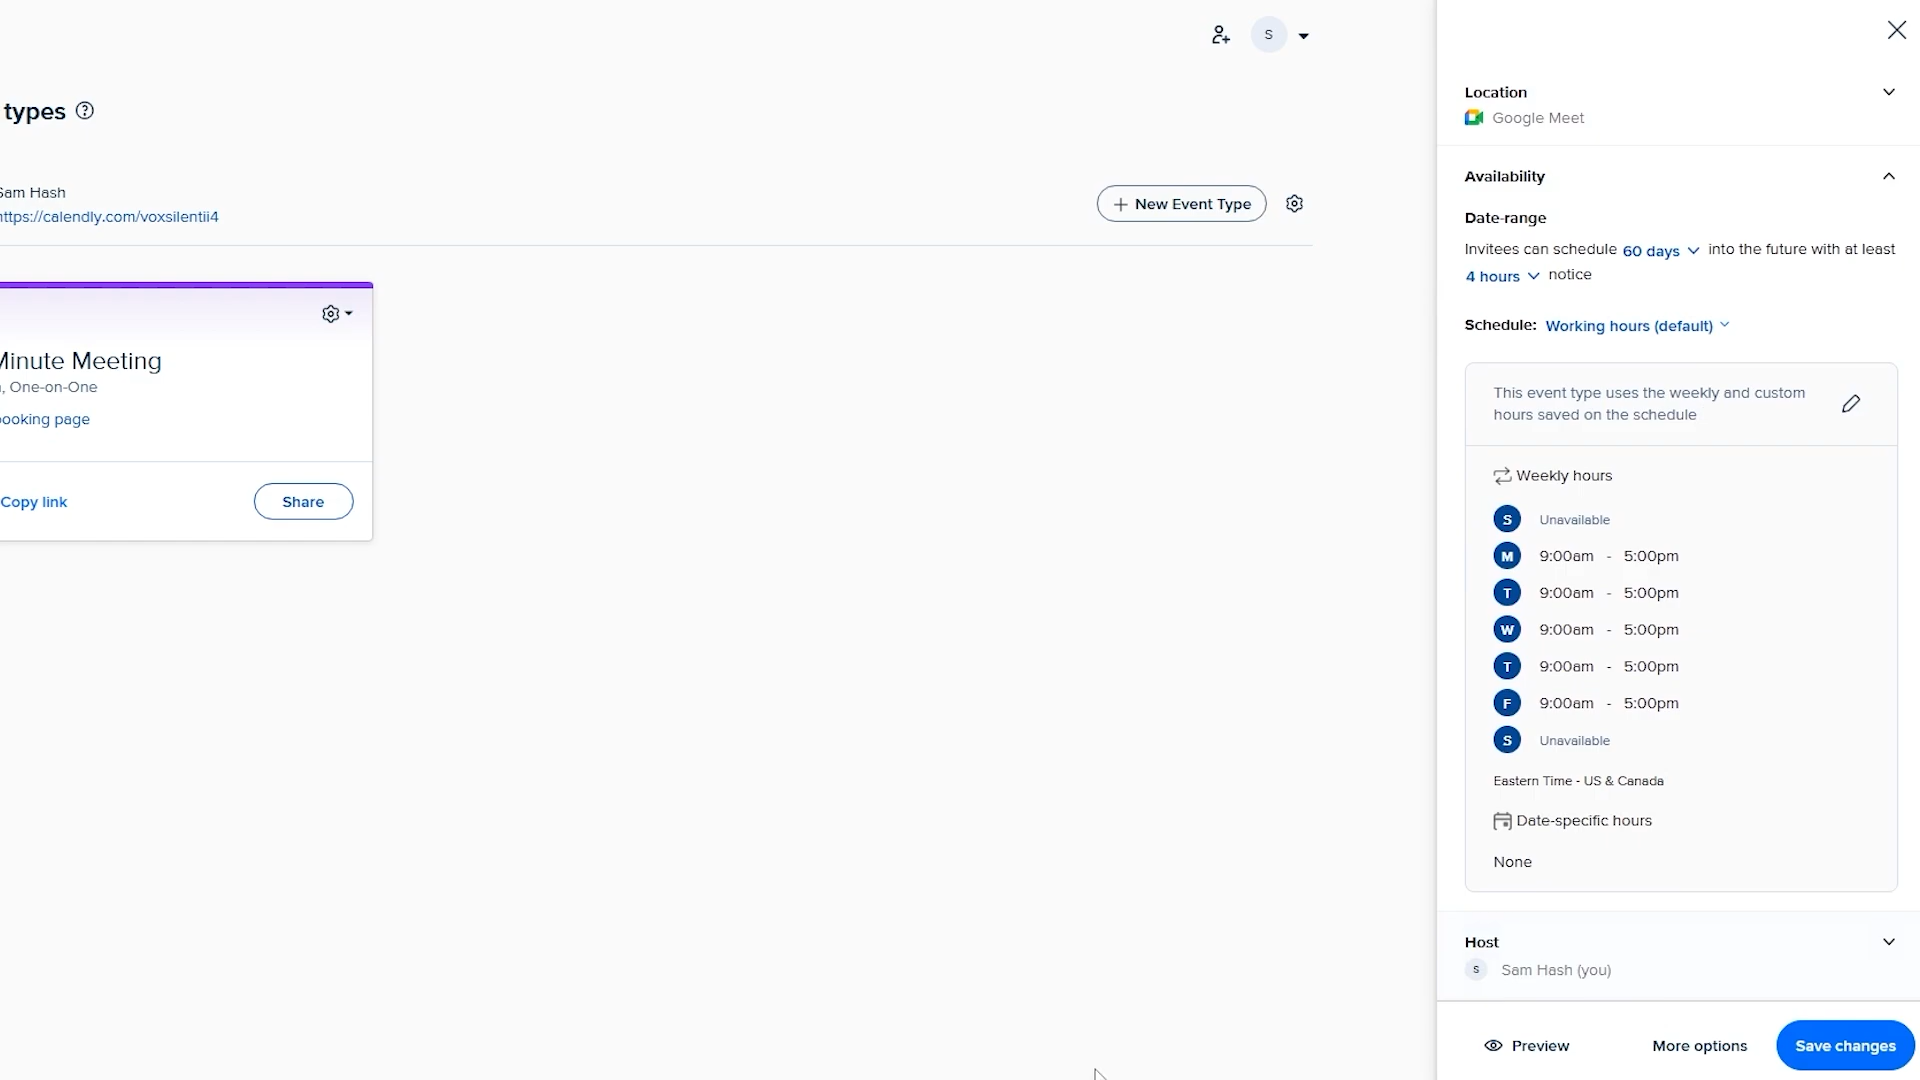 S
types
Sam Hash
https://calendly.com/voxsilentii4
New Event Type
Minute Meeting
, One-on-One
booking page
Copy link
Share
Location
Google Meet
Availability
Date-range
Invitees can schedule 60 days into the future with at least
4 hours notice
Schedule: Working hours (default)
This event type uses the weekly and custom
hours saved on the schedule
Weekly hours
S Unavailable
M 9:00am - 5:00pm
T 9:00am - 5:00pm
W 9:00am - 5:00pm
T 9:00am - 5:00pm
F 9:00am - 5:00pm
S Unavailable
Eastern Time - US & Canada
Date-specific hours
None
Host
S Sam Hash (you)
Preview
More options
Save changes